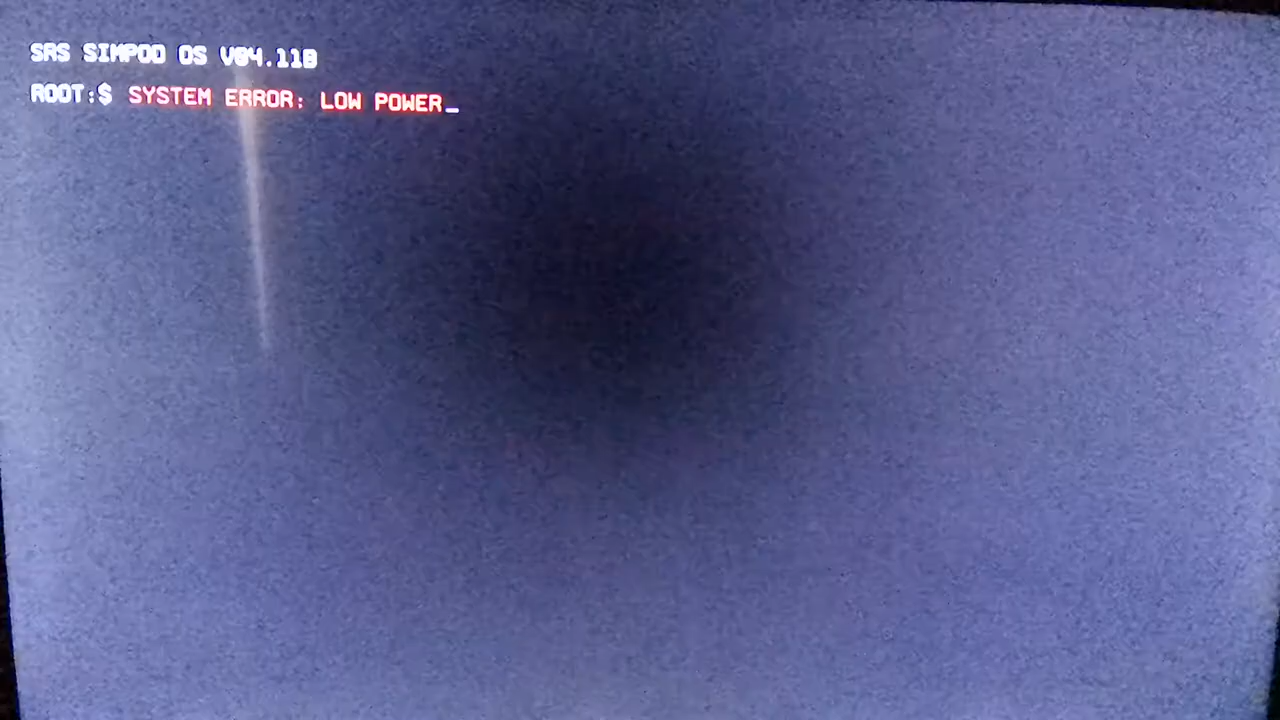 SRS SIMPOD OS V04.11B
ROOT:$ SYSTEM ERROR: LOW POWER_